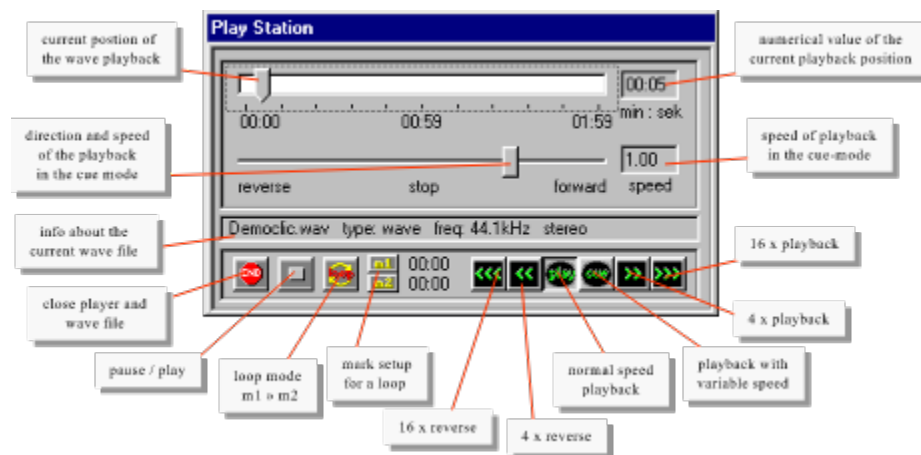 Play Station
current postion of
the wave playback
numerical value of the
current playback position
00:05
min : sek
00:00 00:59 01:59
direction and speed
of the playback
in the cue mode
speed of playback
in the cue-mode
1.00
reverse stop forward speed
info about the
current wave file
Democlic.wav type: wave freq: 44.1kHz stereo
16 x playback
END
m1 00:00
m2 00:00
<<< << play cue >> >>>
close player and
wave file
4 x playback
pause / play
loop mode
m1 » m2
mark setup
for a loop
normal speed
playback
playback with
variable speed
16 x reverse
4 x reverse